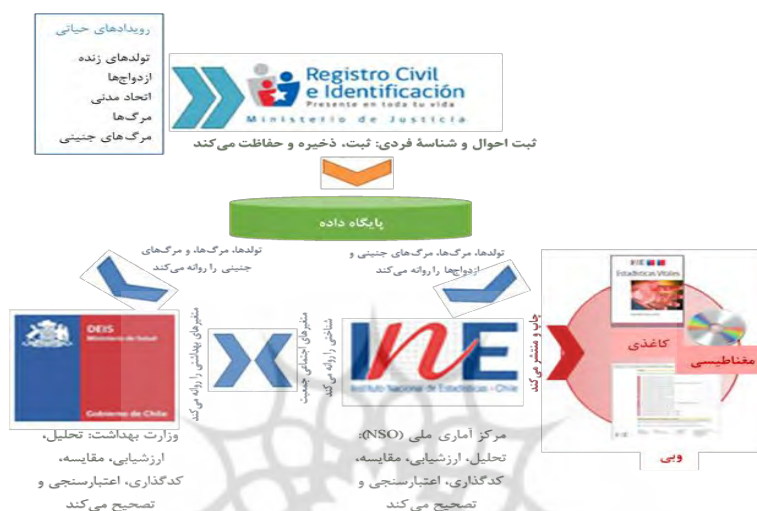 رویدادهای حیاتی
تولدهای زنده
ازدواج‌ها
اتحاد مدنی
مرگ‌ها
مرگ‌های جنینی
Registro Civil
e Identificación
Presente en toda tu vida
Ministerio de Justicia
ثبت احوال و شناسهٔ فردی: ثبت، ذخیره و حفاظت می‌کند
پایگاه داده
تولدها، مرگ‌ها، و مرگ‌های
جنینی را روانه می‌کند
تولدها، مرگ‌ها، مرگ‌های جنینی و
ازدواج‌ها را روانه می‌کند
DEIS
Ministerio de Salud
Gobierno de Chile
متغیرهای بهداشتی را روانه می‌کند
متغیرهای اجتماعی جمعیت
شناختی را روانه می‌کند
INE
Instituto Nacional de Estadísticas - Chile
چاپ و منتشر می‌کند
Estadísticas Vitales
کاغذی
مغناطیسی
وبی
وزارت بهداشت: تحلیل،
ارزشیابی، مقایسه،
کدگذاری، اعتبارسنجی و
تصحیح می‌کند
مرکز آماری ملی (NSO):
تحلیل، ارزشیابی، مقایسه،
کدگذاری، اعتبارسنجی و
تصحیح می‌کند